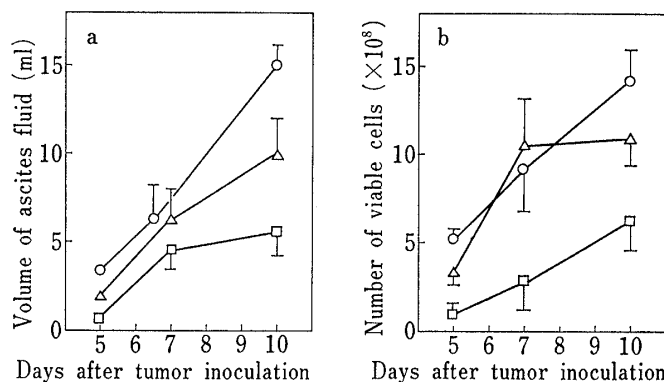 a
b
Volume of ascites fluid (ml)
15
10
5
0
5 6 7 8 9 10
Days after tumor inoculation
Number of viable cells (×10⁸)
15
10
5
0
5 6 7 8 9 10
Days after tumor inoculation